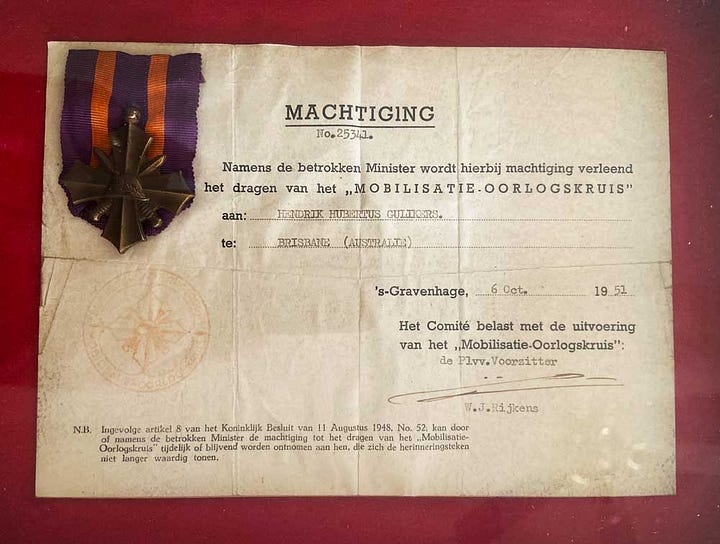 MACHTIGING
No. 25341.
Namens de betrokken Minister wordt hierbij machtiging verleend
het dragen van het „MOBILISATIE-OORLOGSKRUIS"
aan: HENDRIK HUBERTUS GULIKERS.
te: BRISBANE (AUSTRALIE)
's-Gravenhage, 6 Oct. 1951
Het Comité belast met de uitvoering
van het „Mobilisatie-Oorlogskruis":
de Plvv.Voorzitter
W.J.Rijkens
N.B. Ingevolge artikel 8 van het Koninklijk Besluit van 11 Augustus 1948, No. 52, kan door
of namens de betrokken Minister de machtiging tot het dragen van het „Mobilisatie-
Oorlogskruis" tijdelijk of blijvend worden ontnomen aan hen, die zich de herinneringsteken
niet langer waardig tonen.